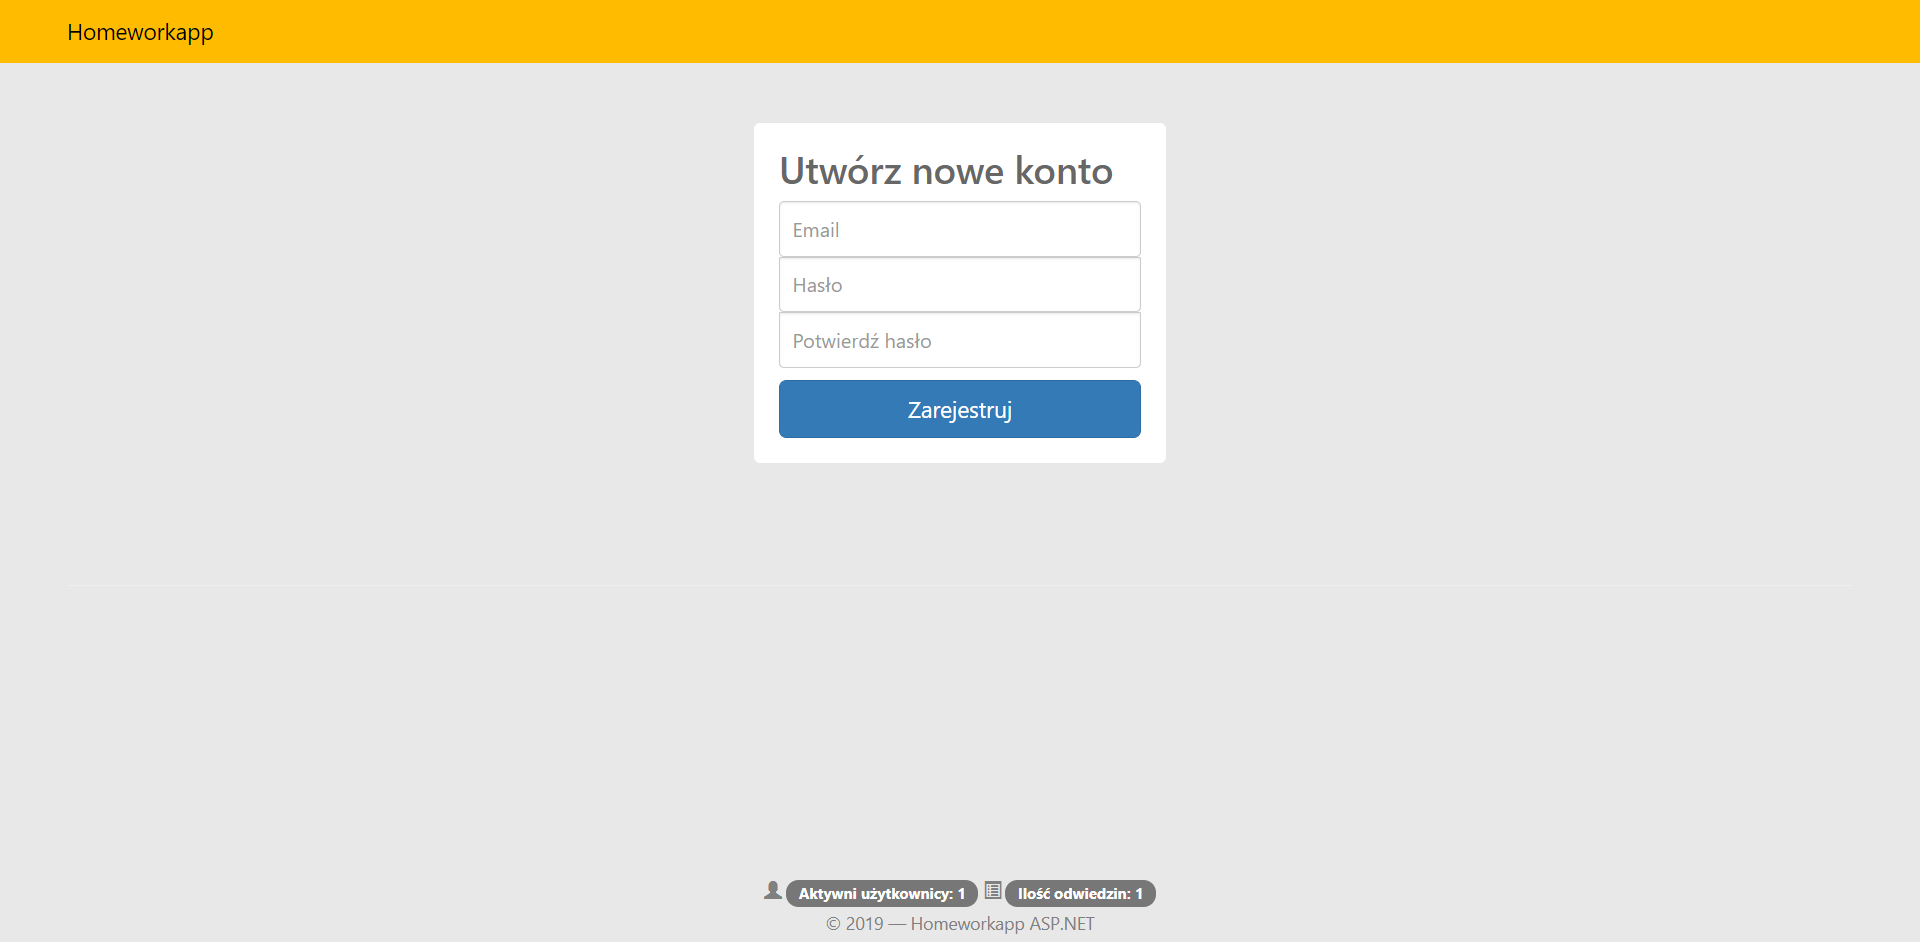 Homeworkapp
Utwórz nowe konto
Email
Hasło
Potwierdź hasło
Zarejestruj
Aktywni użytkownicy: 1 Ilość odwiedzin: 1
© 2019 — Homeworkapp ASP.NET